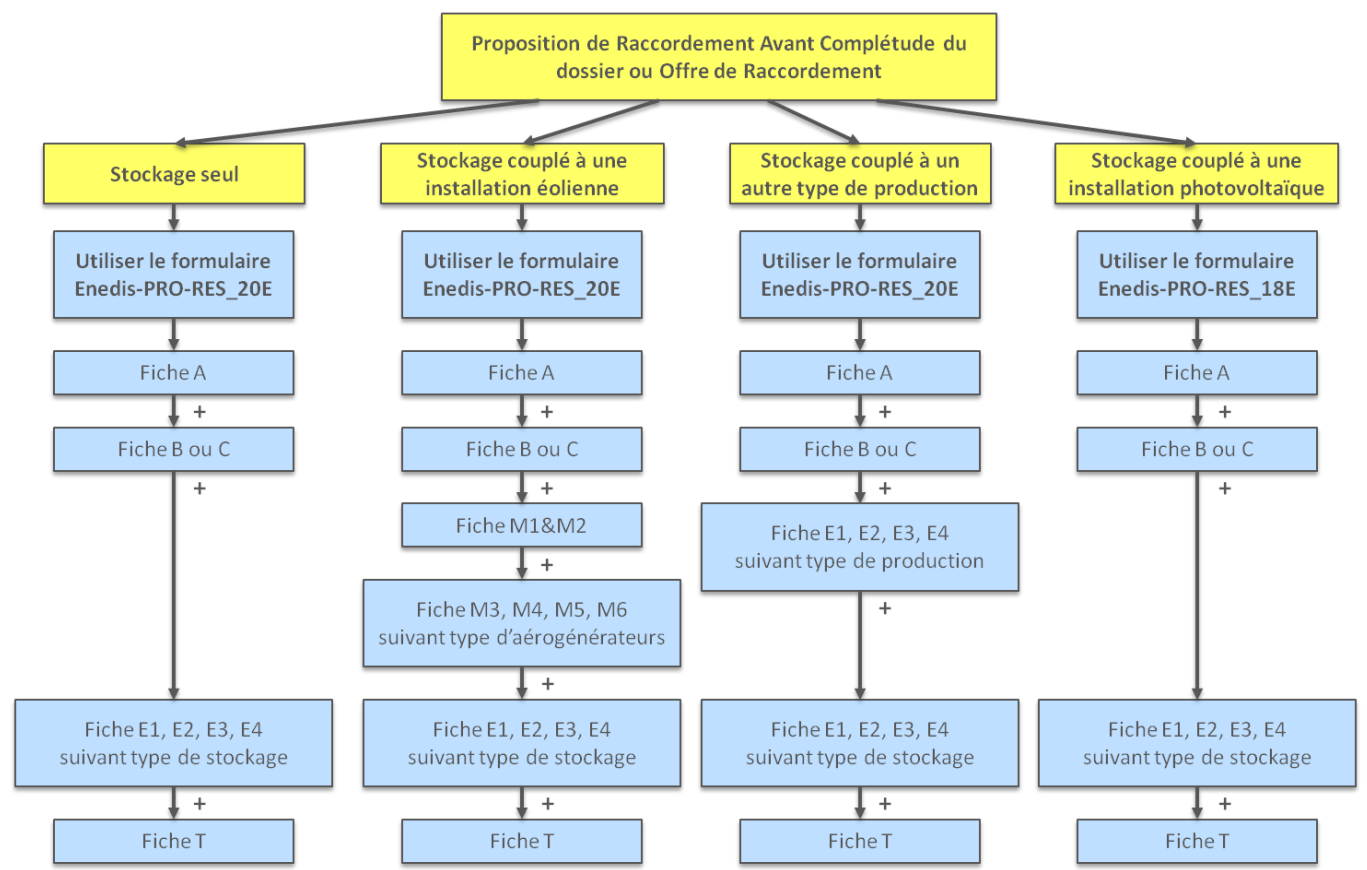 Proposition de Raccordement Avant Complétude du
dossier ou Offre de Raccordement
Stockage seul
Utiliser le formulaire
Enedis-PRO-RES_20E
Fiche A
+
Fiche B ou C
+
Fiche E1, E2, E3, E4
suivant type de stockage
+
Fiche T
Stockage couplé à une
installation éolienne
Utiliser le formulaire
Enedis-PRO-RES_20E
Fiche A
+
Fiche B ou C
+
Fiche M1&M2
+
Fiche M3, M4, M5, M6
suivant type d’aérogénérateurs
+
Fiche E1, E2, E3, E4
suivant type de stockage
+
Fiche T
Stockage couplé à un
autre type de production
Utiliser le formulaire
Enedis-PRO-RES_20E
Fiche A
+
Fiche B ou C
+
Fiche E1, E2, E3, E4
suivant type de production
+
Fiche E1, E2, E3, E4
suivant type de stockage
+
Fiche T
Stockage couplé à une
installation photovoltaïque
Utiliser le formulaire
Enedis-PRO-RES_18E
Fiche A
+
Fiche B ou C
+
Fiche E1, E2, E3, E4
suivant type de stockage
+
Fiche T